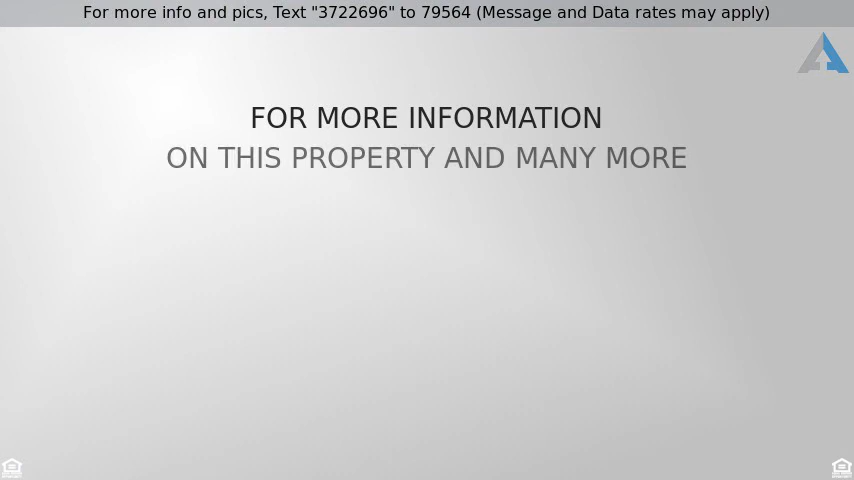 For more info and pics, Text "3722696" to 79564 (Message and Data rates may apply)
FOR MORE INFORMATION
ON THIS PROPERTY AND MANY MORE